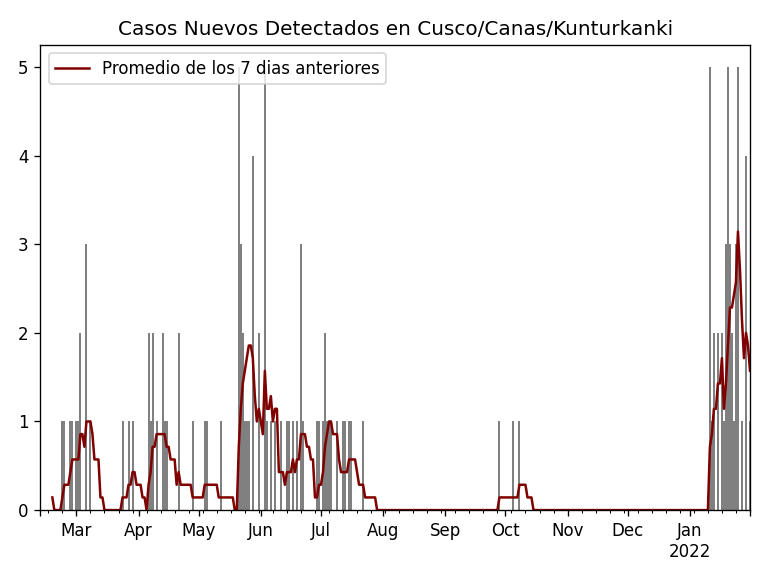 Casos Nuevos Detectados en Cusco/Canas/Kunturkanki
Promedio de los 7 dias anteriores
5
4
3
2
1
0
Mar Apr May Jun Jul Aug Sep Oct Nov Dec Jan
2022